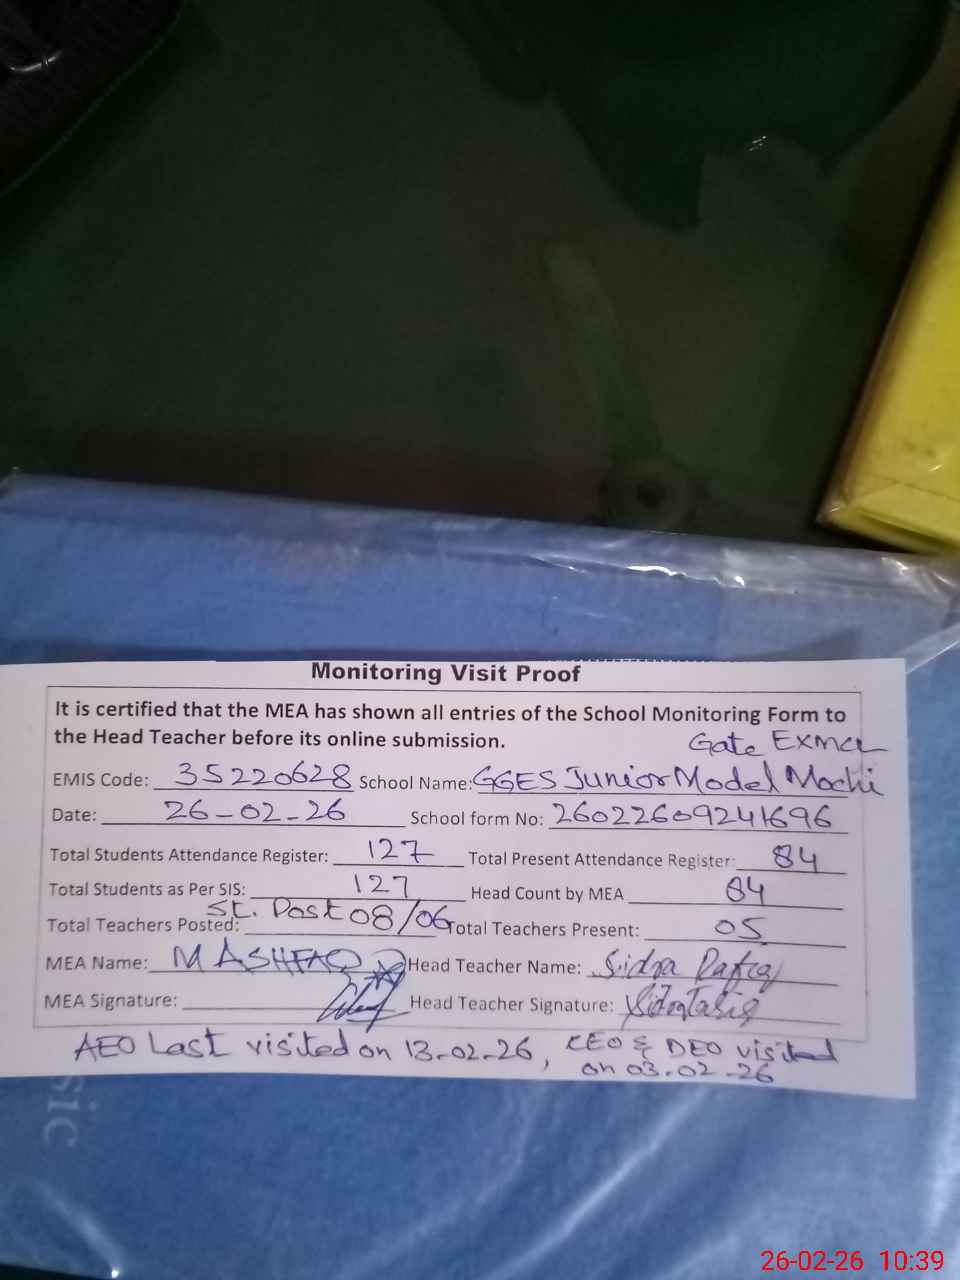 Monitoring Visit Proof
It is certified that the MEA has shown all entries of the School Monitoring Form to
the Head Teacher before its online submission.
Gate
EMIS Code: 35220628 School Name: GGES Junior Model Mochi
Date: 26-02-26 School form No: 26022609241696
Total Students Attendance Register: 127 Total Present Attendance Register: 84
Total Students as Per SIS: 127 Head Count by MEA 84
St. Post
Total Teachers Posted: 08/06 Total Teachers Present: 05
MEA Name: M ASHFAQ Head Teacher Name: Sidra
MEA Signature: Head Teacher Signature:
AEO Last visited on 13-02-26, CEO & DEO visited
on 03.02-26
sic
26-02-26 10:39